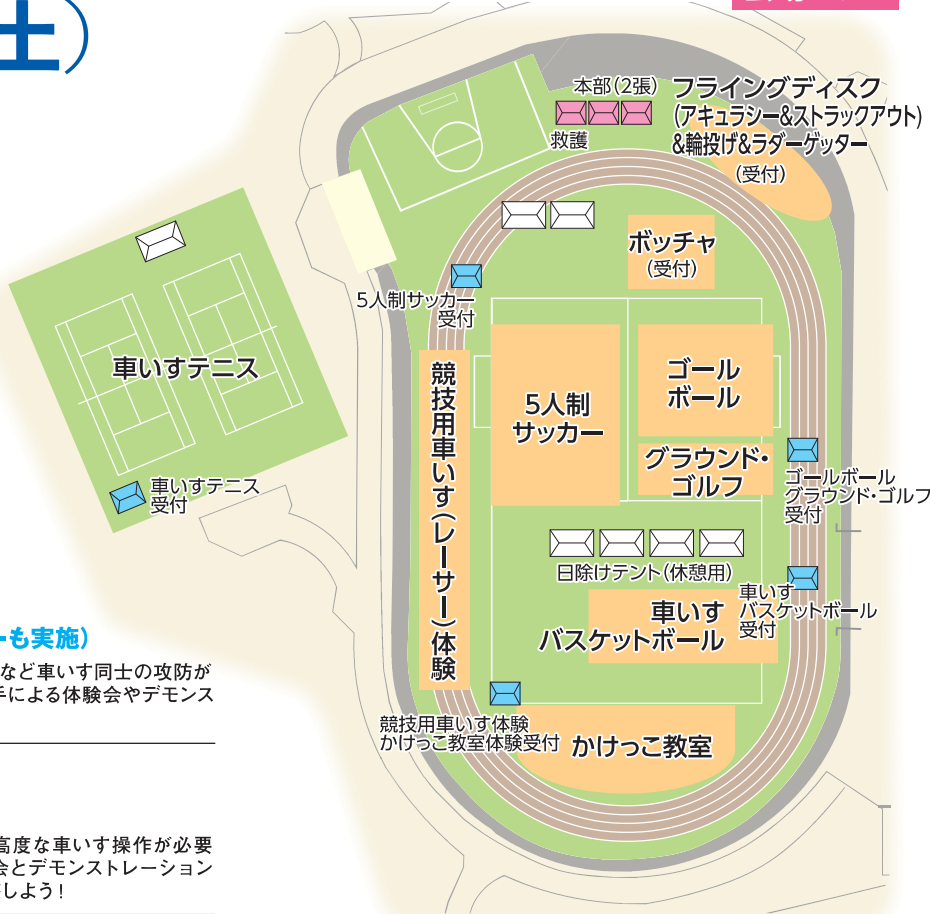 土）
本部（2張）
救護
フライングディスク
（アキュラシー&ストラックアウト）
&輪投げ&ラダーゲッター
（受付）
ボッチャ
（受付）
5人制サッカー
受付
車いすテニス
車いすテニス
受付
競技用車いす（レーサー）体験
5人制
サッカー
ゴール
ボール
グラウンド・
ゴルフ
ゴールボール
グラウンド・ゴルフ
受付
日除けテント（休憩用）
車いす
バスケットボール
車いす
バスケットボール
受付
競技用車いす体験
かけっこ教室体験受付
かけっこ教室
ーも実施）
など車いす同士の攻防が
手による体験会やデモンス
高度な車いす操作が必要
会とデモンストレーション
しよう！